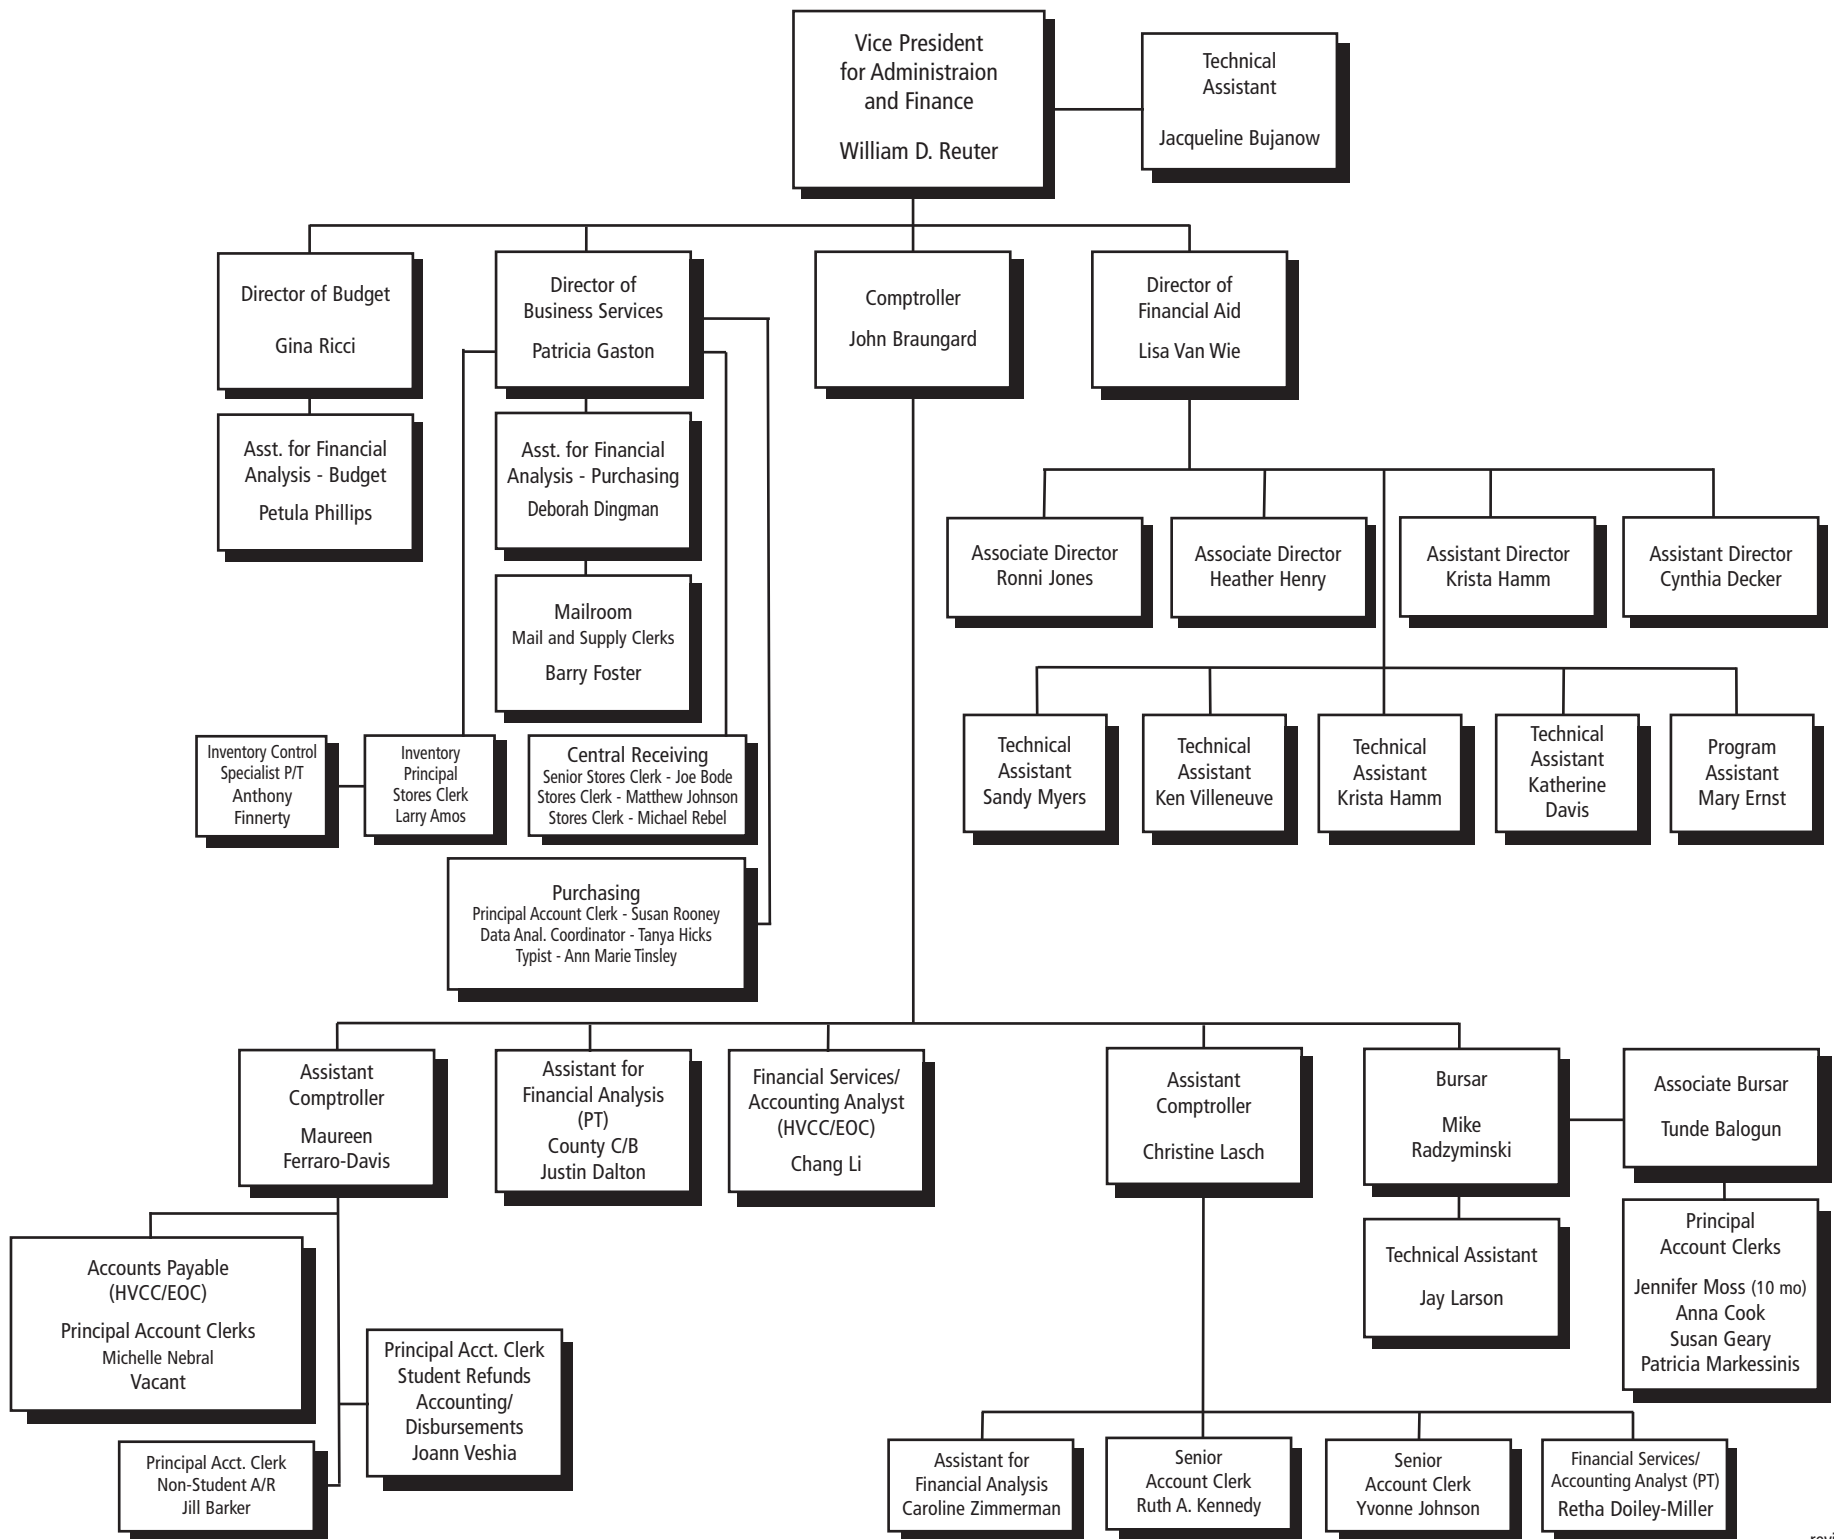 Vice President
for Administraion
and Finance
William D. Reuter
Technical
Assistant
Jacqueline Bujanow
Director of Budget
Gina Ricci
Director of
Business Services
Patricia Gaston
Comptroller
John Braungard
Director of
Financial Aid
Lisa Van Wie
Asst. for Financial
Analysis - Budget
Petula Phillips
Asst. for Financial
Analysis - Purchasing
Deborah Dingman
Mailroom
Mail and Supply Clerks
Barry Foster
Associate Director
Ronni Jones
Associate Director
Heather Henry
Assistant Director
Krista Hamm
Assistant Director
Cynthia Decker
Technical
Assistant
Sandy Myers
Technical
Assistant
Ken Villeneuve
Technical
Assistant
Krista Hamm
Technical
Assistant
Katherine
Davis
Program
Assistant
Mary Ernst
Inventory Control
Specialist P/T
Anthony
Finnerty
Inventory
Principal
Stores Clerk
Larry Amos
Central Receiving
Senior Stores Clerk - Joe Bode
Stores Clerk - Matthew Johnson
Stores Clerk - Michael Rebel
Purchasing
Principal Account Clerk - Susan Rooney
Data Anal. Coordinator - Tanya Hicks
Typist - Ann Marie Tinsley
Assistant
Comptroller
Maureen
Ferraro-Davis
Assistant for
Financial Analysis
(PT)
County C/B
Justin Dalton
Financial Services/
Accounting Analyst
(HVCC/EOC)
Chang Li
Assistant
Comptroller
Christine Lasch
Bursar
Mike
Radzyminski
Associate Bursar
Tunde Balogun
Accounts Payable
(HVCC/EOC)
Principal Account Clerks
Michelle Nebral
Vacant
Principal Acct. Clerk
Student Refunds
Accounting/
Disbursements
Joann Veshia
Principal Acct. Clerk
Non-Student A/R
Jill Barker
Technical Assistant
Jay Larson
Principal
Account Clerks
Jennifer Moss (10 mo)
Anna Cook
Susan Geary
Patricia Markessinis
Assistant for
Financial Analysis
Caroline Zimmerman
Senior
Account Clerk
Ruth A. Kennedy
Senior
Account Clerk
Yvonne Johnson
Financial Services/
Accounting Analyst (PT)
Retha Doiley-Miller